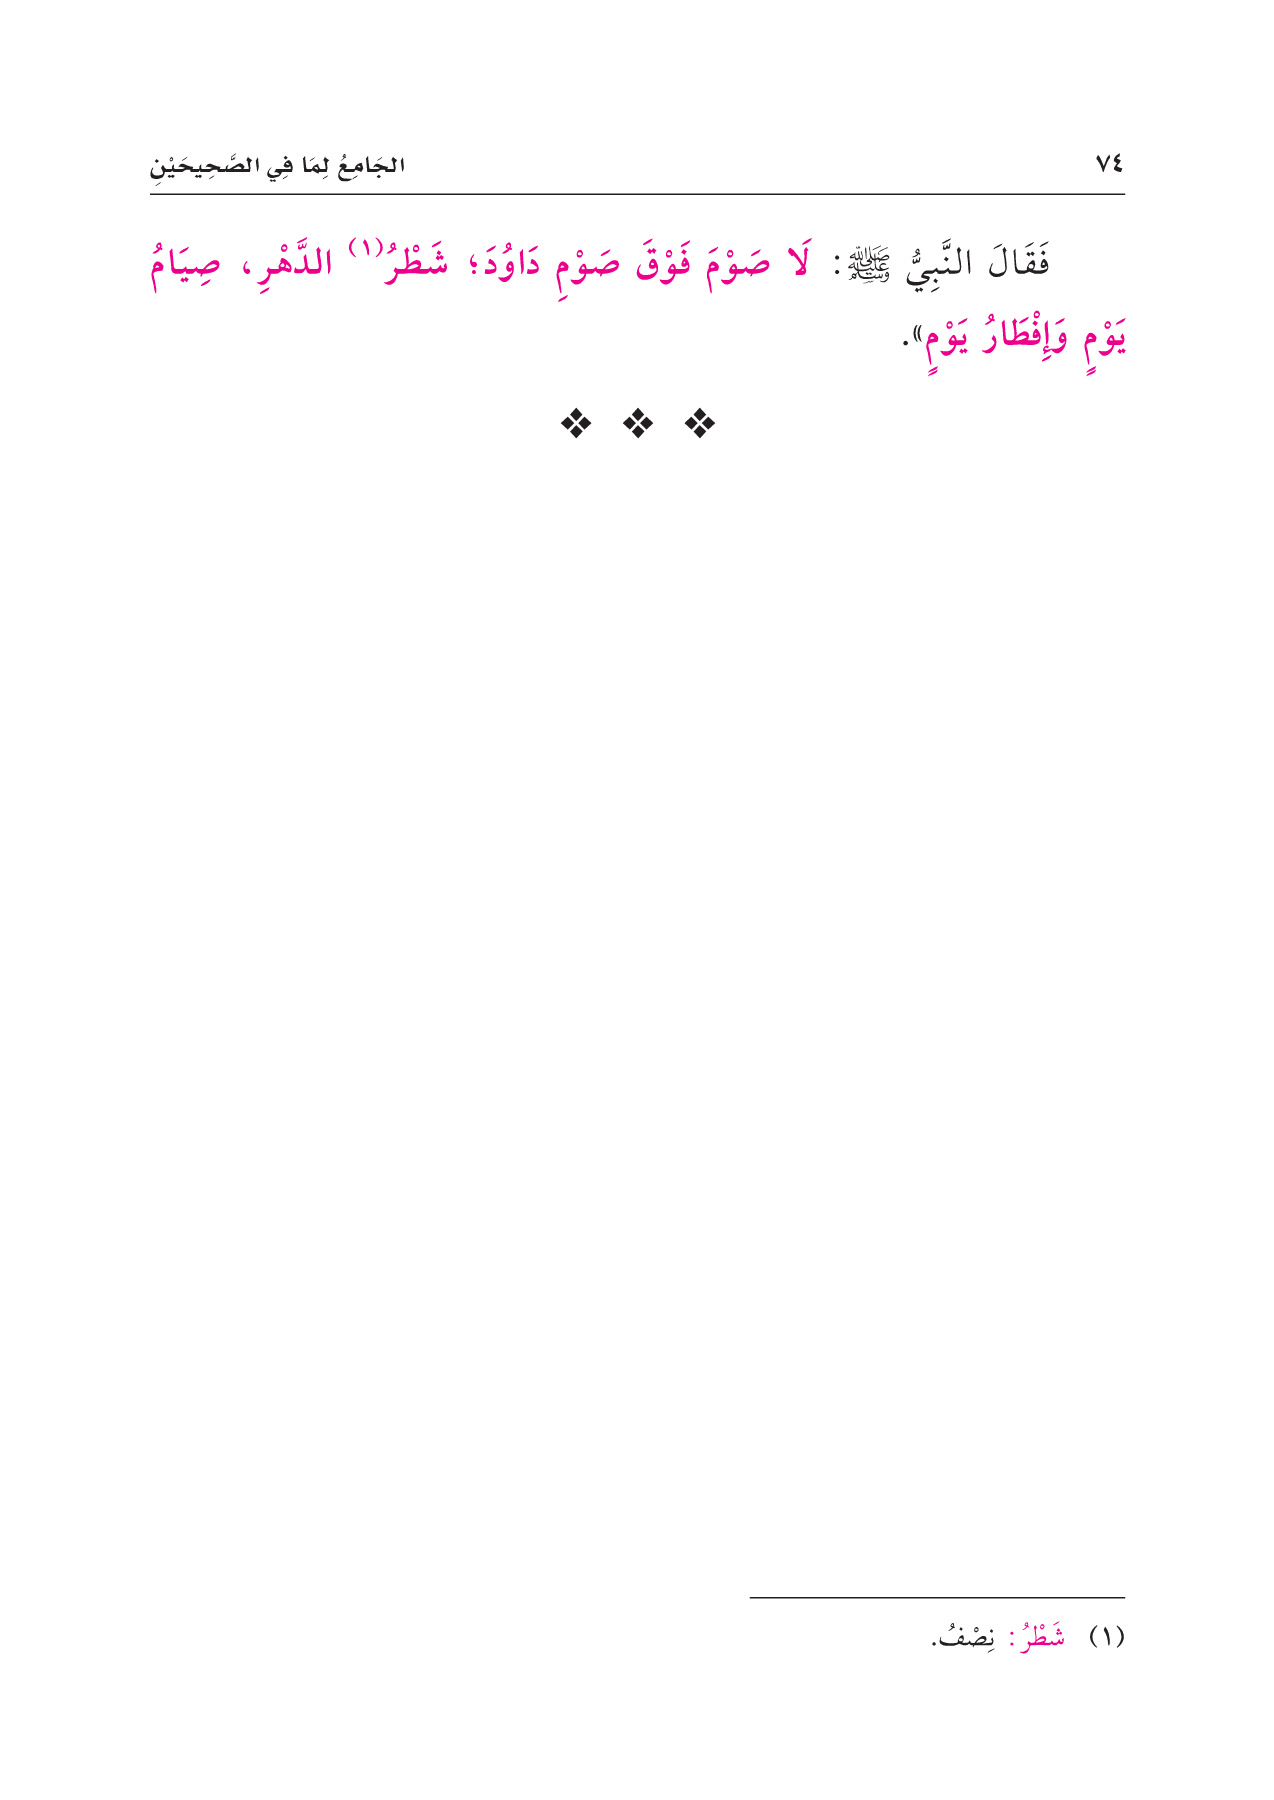 ٧٤ الجَامِعُ لِمَا فِي الصَّحِيحَيْنِ
فَقَالَ النَّبِيُّ ﷺ: لَا صَوْمَ فَوْقَ صَوْمِ دَاوُدَ؛ شَطْرُ(١) الدَّهْرِ، صِيَامُ
يَوْمٍ وَإِفْطَارُ يَوْمٍ».
❖ ❖ ❖
(١) شَطْرُ: نِصْفُ.